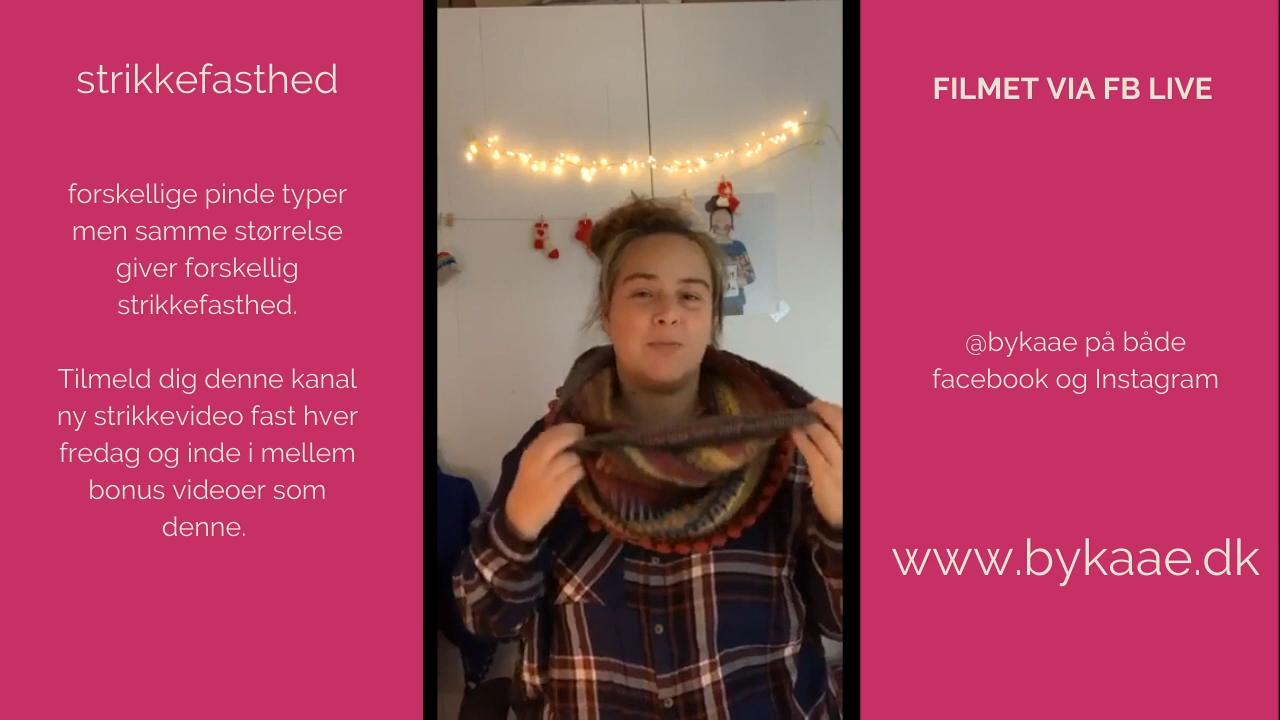 strikkefasthed
forskellige pinde typer
men samme størrelse
giver forskellig
strikkefasthed.
Tilmeld dig denne kanal
ny strikkevideo fast hver
fredag og inde i mellem
bonus videoer som
denne.
FILMET VIA FB LIVE
@bykaae på både
facebook og Instagram
www.bykaae.dk